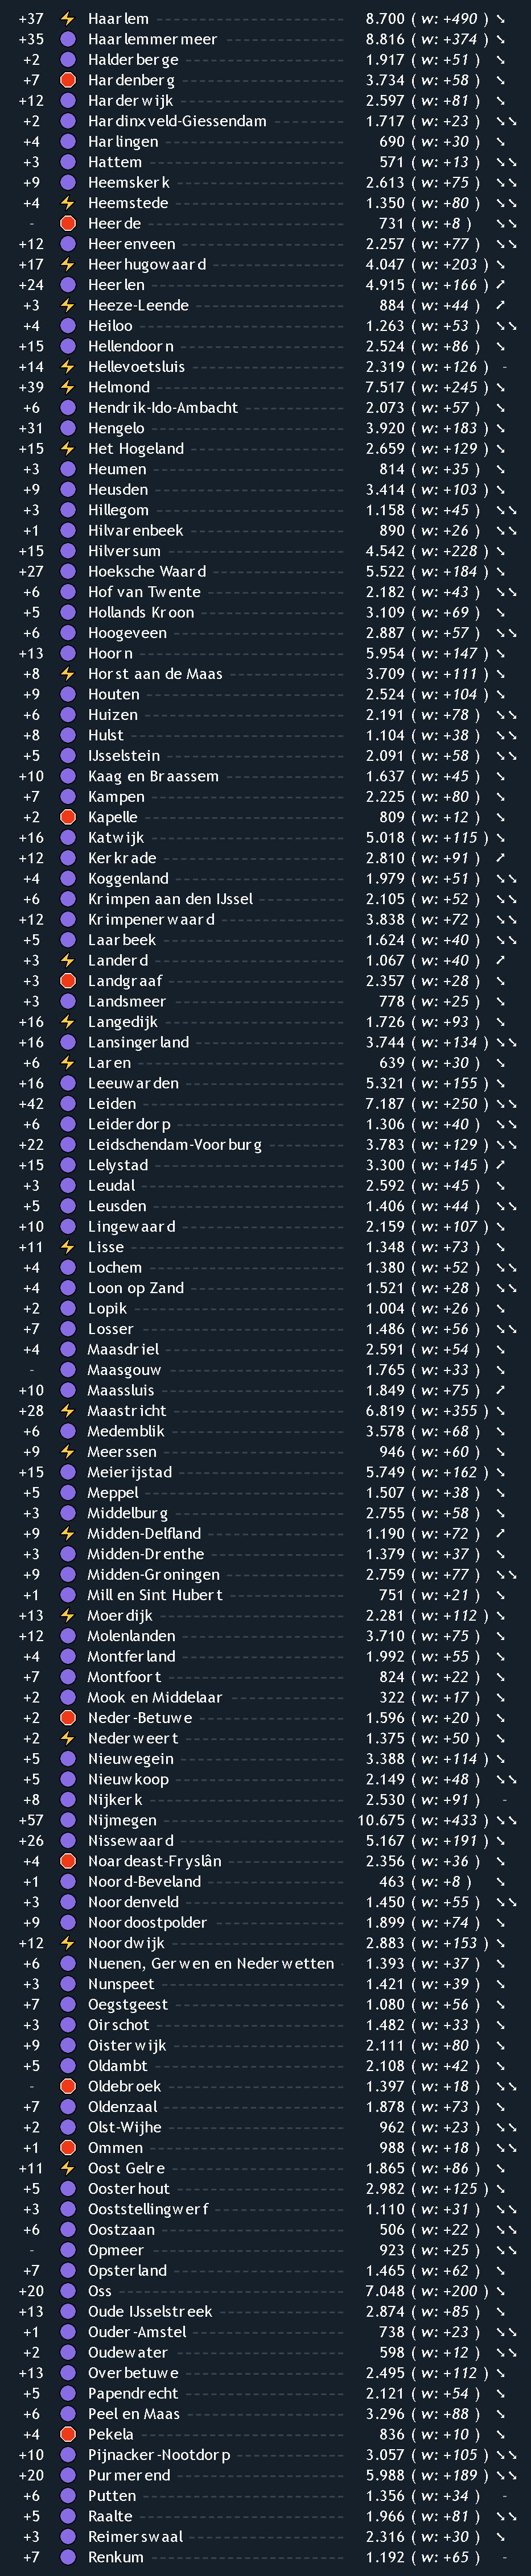 +37 ⚡ Haarlem 8.700 ( w: +490 ) ↘
+35 Haarlemmermeer 8.816 ( w: +374 ) ↘
+2 Halderberge 1.917 ( w: +51 ) ↘
+7 Hardenberg 3.734 ( w: +58 ) ↘
+12 Harderwijk 2.597 ( w: +81 ) ↘
+2 Hardinxveld-Giessendam 1.717 ( w: +23 ) ↘↘
+4 Harlingen 690 ( w: +30 ) ↘
+3 Hattem 571 ( w: +13 ) ↘↘
+9 Heemskerk 2.613 ( w: +75 ) ↘↘
+4 ⚡ Heemstede 1.350 ( w: +80 ) ↘↘
- Heerde 731 ( w: +8 ) ↘↘
+12 Heerenveen 2.257 ( w: +77 ) ↘↘
+17 ⚡ Heerhugowaard 4.047 ( w: +203 ) ↘
+24 Heerlen 4.915 ( w: +166 ) ↗
+3 ⚡ Heeze-Leende 884 ( w: +44 ) ↗
+4 Heiloo 1.263 ( w: +53 ) ↘↘
+15 Hellendoorn 2.524 ( w: +86 ) ↘
+14 ⚡ Hellevoetsluis 2.319 ( w: +126 ) -
+39 ⚡ Helmond 7.517 ( w: +245 ) ↘
+6 Hendrik-Ido-Ambacht 2.073 ( w: +57 ) ↘
+31 Hengelo 3.920 ( w: +183 ) ↘
+15 ⚡ Het Hogeland 2.659 ( w: +129 ) ↘
+3 Heumen 814 ( w: +35 ) ↘
+9 Heusden 3.414 ( w: +103 ) ↘
+3 Hillegom 1.158 ( w: +45 ) ↘↘
+1 Hilvarenbeek 890 ( w: +26 ) ↘↘
+15 Hilversum 4.542 ( w: +228 ) ↘
+27 Hoeksche Waard 5.522 ( w: +184 ) ↘
+6 Hof van Twente 2.182 ( w: +43 ) ↘↘
+5 Hollands Kroon 3.109 ( w: +69 ) ↘
+6 Hoogeveen 2.887 ( w: +57 ) ↘↘
+13 Hoorn 5.954 ( w: +147 ) ↘
+8 ⚡ Horst aan de Maas 3.709 ( w: +111 ) ↘
+9 Houten 2.524 ( w: +104 ) ↘
+6 Huizen 2.191 ( w: +78 ) ↘↘
+8 Hulst 1.104 ( w: +38 ) ↘↘
+5 IJsselstein 2.091 ( w: +58 ) ↘↘
+10 Kaag en Braassem 1.637 ( w: +45 ) ↘
+7 Kampen 2.225 ( w: +80 ) ↘
+2 Kapelle 809 ( w: +12 ) ↘
+16 Katwijk 5.018 ( w: +115 ) ↘
+12 Kerkrade 2.810 ( w: +91 ) ↗
+4 Koggenland 1.979 ( w: +51 ) ↘↘
+6 Krimpen aan den IJssel 2.105 ( w: +52 ) ↘↘
+12 Krimpenerwaard 3.838 ( w: +72 ) ↘↘
+5 Laarbeek 1.624 ( w: +40 ) ↘↘
+3 ⚡ Landerd 1.067 ( w: +40 ) ↗
+3 Landgraaf 2.357 ( w: +28 ) ↘
+3 Landsmeer 778 ( w: +25 ) ↘
+16 ⚡ Langedijk 1.726 ( w: +93 ) ↘
+16 Lansingerland 3.744 ( w: +134 ) ↘↘
+6 ⚡ Laren 639 ( w: +30 ) ↘
+16 Leeuwarden 5.321 ( w: +155 ) ↘
+42 Leiden 7.187 ( w: +250 ) ↘↘
+6 Leiderdorp 1.306 ( w: +40 ) ↘↘
+22 Leidschendam-Voorburg 3.783 ( w: +129 ) ↘↘
+15 Lelystad 3.300 ( w: +145 ) ↗
+3 Leudal 2.592 ( w: +45 ) ↘
+5 Leusden 1.406 ( w: +44 ) ↘↘
+10 Lingewaard 2.159 ( w: +107 ) ↘
+11 ⚡ Lisse 1.348 ( w: +73 ) ↘
+4 Lochem 1.380 ( w: +52 ) ↘↘
+4 Loon op Zand 1.521 ( w: +28 ) ↘↘
+2 Lopik 1.004 ( w: +26 ) ↘
+7 Losser 1.486 ( w: +56 ) ↘↘
+4 Maasdriel 2.591 ( w: +54 ) ↘
- Maasgouw 1.765 ( w: +33 ) ↘
+10 Maassluis 1.849 ( w: +75 ) ↗
+28 ⚡ Maastricht 6.819 ( w: +355 ) ↘
+6 Medemblik 3.578 ( w: +68 ) ↘
+9 ⚡ Meerssen 946 ( w: +60 ) ↘
+15 Meierijstad 5.749 ( w: +162 ) ↘
+5 Meppel 1.507 ( w: +38 ) ↘
+3 Middelburg 2.755 ( w: +58 ) ↘
+9 ⚡ Midden-Delfland 1.190 ( w: +72 ) ↗
+3 Midden-Drenthe 1.379 ( w: +37 ) ↘
+9 Midden-Groningen 2.759 ( w: +77 ) ↘↘
+1 Mill en Sint Hubert 751 ( w: +21 ) ↘
+13 ⚡ Moerdijk 2.281 ( w: +112 ) ↘
+12 Molenlanden 3.710 ( w: +75 ) ↘
+4 Montferland 1.992 ( w: +55 ) ↘
+7 Montfoort 824 ( w: +22 ) ↘
+2 Mook en Middelaar 322 ( w: +17 ) ↘
+2 Neder-Betuwe 1.596 ( w: +20 ) ↘
+2 ⚡ Nederweert 1.375 ( w: +50 ) ↘
+5 Nieuwegein 3.388 ( w: +114 ) ↘
+5 Nieuwkoop 2.149 ( w: +48 ) ↘↘
+8 Nijkerk 2.530 ( w: +91 ) -
+57 Nijmegen 10.675 ( w: +433 ) ↘↘
+26 Nissewaard 5.167 ( w: +191 ) ↘
+4 Noardeast-Fryslân 2.356 ( w: +36 ) ↘
+1 Noord-Beveland 463 ( w: +8 ) ↘
+3 Noordenveld 1.450 ( w: +55 ) ↘↘
+9 Noordoostpolder 1.899 ( w: +74 ) ↘
+12 ⚡ Noordwijk 2.883 ( w: +153 ) ↘
+6 Nuenen, Gerwen en Nederwetten 1.393 ( w: +37 ) ↘
+3 Nunspeet 1.421 ( w: +39 ) ↘
+7 Oegstgeest 1.080 ( w: +56 ) ↘
+3 Oirschot 1.482 ( w: +33 ) ↘
+9 Oisterwijk 2.111 ( w: +80 ) ↘
+5 Oldambt 2.108 ( w: +42 ) ↘
- Oldebroek 1.397 ( w: +18 ) ↘↘
+7 Oldenzaal 1.878 ( w: +73 ) ↘
+2 Olst-Wijhe 962 ( w: +23 ) ↘↘
+1 Ommen 988 ( w: +18 ) ↘↘
+11 ⚡ Oost Gelre 1.865 ( w: +86 ) ↘
+5 Oosterhout 2.982 ( w: +125 ) ↘
+3 Ooststellingwerf 1.110 ( w: +31 ) ↘↘
+6 Oostzaan 506 ( w: +22 ) ↘↘
- Opmeer 923 ( w: +25 ) ↘↘
+7 Opsterland 1.465 ( w: +62 ) ↘
+20 Oss 7.048 ( w: +200 ) ↘
+13 Oude IJsselstreek 2.874 ( w: +85 ) ↘
+1 Ouder-Amstel 738 ( w: +23 ) ↘↘
+2 Oudewater 598 ( w: +12 ) ↘↘
+13 Overbetuwe 2.495 ( w: +112 ) ↘
+5 Papendrecht 2.121 ( w: +54 ) ↘
+6 Peel en Maas 3.296 ( w: +88 ) ↘
+4 Pekela 836 ( w: +10 ) ↘
+10 Pijnacker-Nootdorp 3.057 ( w: +105 ) ↘↘
+20 Purmerend 5.988 ( w: +189 ) ↘↘
+6 Putten 1.356 ( w: +34 ) -
+5 Raalte 1.966 ( w: +81 ) ↘↘
+3 Reimerswaal 2.316 ( w: +30 ) ↘
+7 Renkum 1.192 ( w: +65 ) -